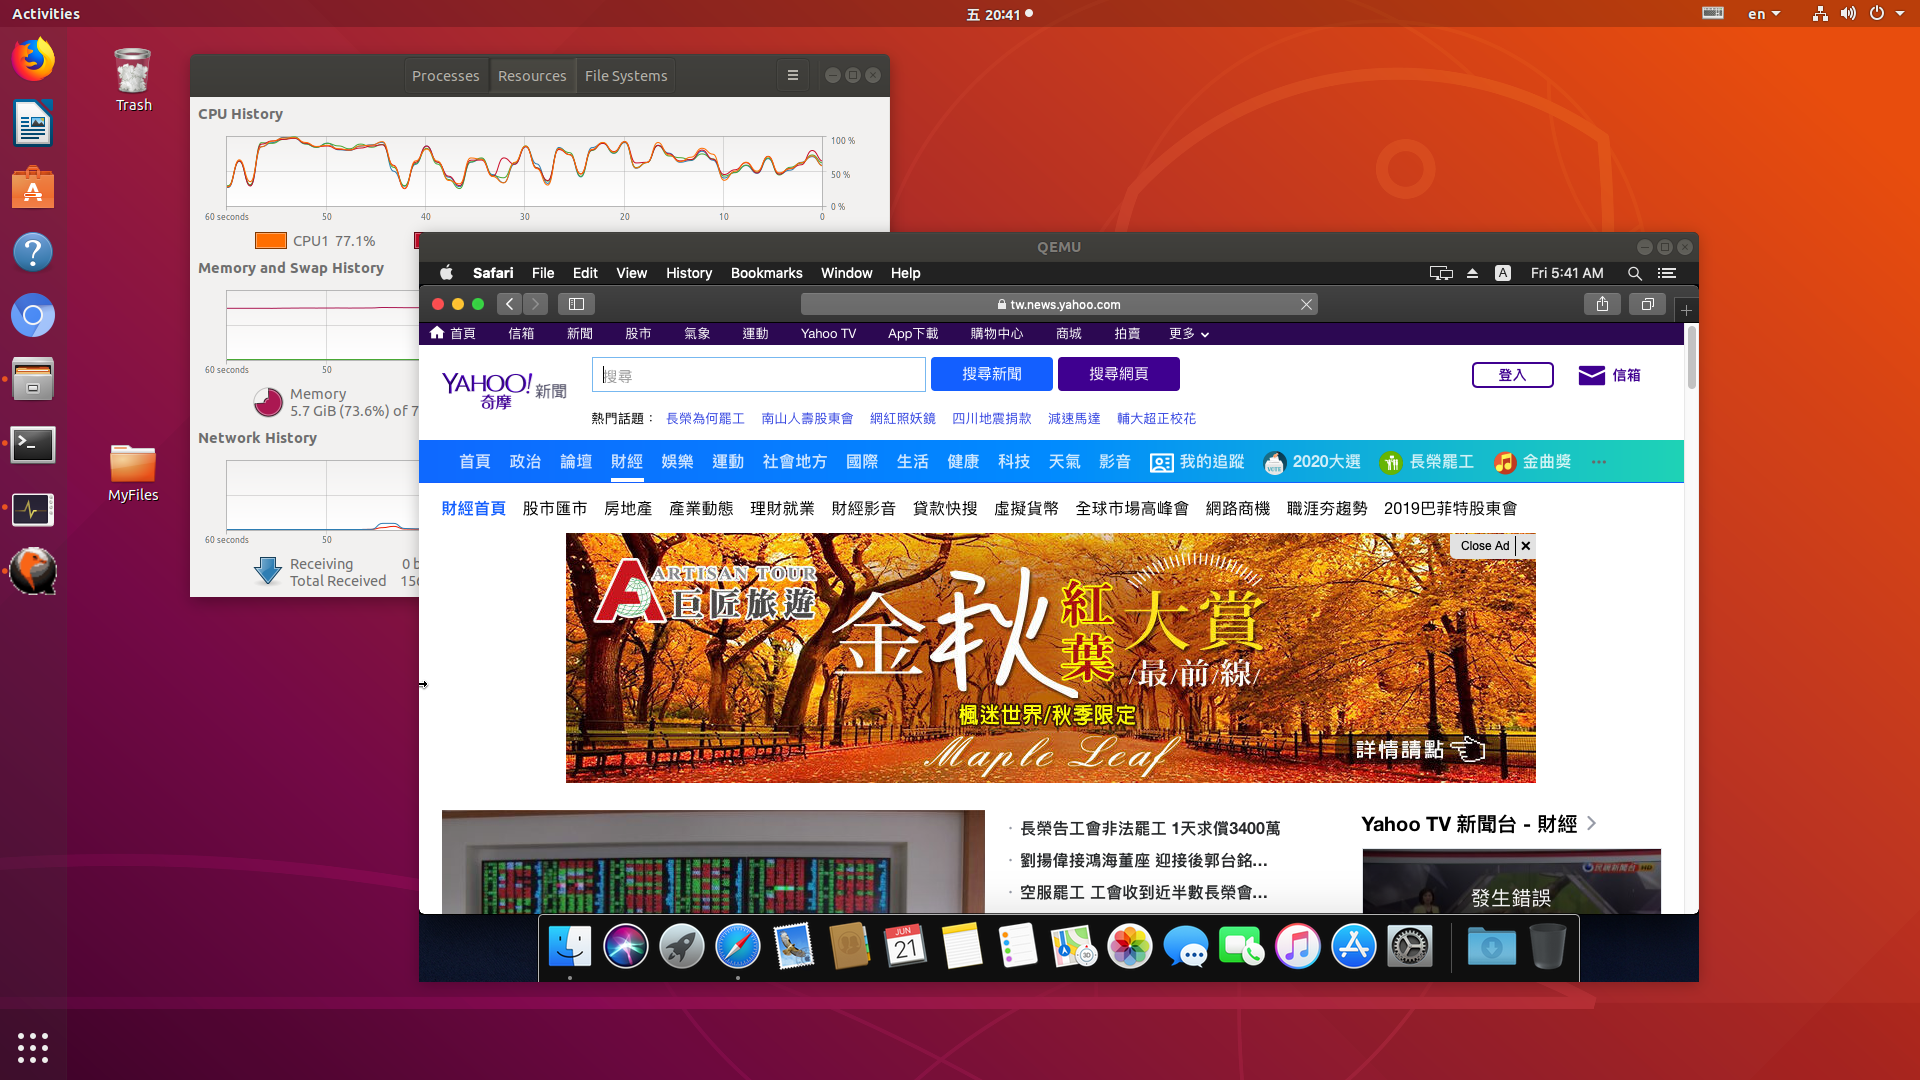 Activities
五 20:41
en
Trash
MyFiles
Processes Resources File Systems
CPU History
100 %
50 %
0 %
60 seconds 50 40 30 20 10 0
CPU1 77.1%
Memory and Swap History
60 seconds 50
Memory
5.7 GiB (73.6%) of 7
Network History
60 seconds 50
Receiving 0 b
Total Received 15
QEMU
Safari File Edit View History Bookmarks Window Help
A Fri 5:41 AM
tw.news.yahoo.com
首頁 信箱 新聞 股市 氣象 運動 Yahoo TV App下載 購物中心 商城 拍賣 更多
YAHOO! 奇摩 新聞
搜尋 搜尋新聞 搜尋網頁
登入 信箱
熱門話題： 長榮為何罷工 南山人壽股東會 網紅照妖鏡 四川地震捐款 減速馬達 輔大超正校花
首頁 政治 論壇 財經 娛樂 運動 社會地方 國際 生活 健康 科技 天氣 影音 我的追蹤 2020大選 長榮罷工 金曲獎 ...
財經首頁 股市匯市 房地產 產業動態 理財就業 財經影音 貸款快搜 虛擬貨幣 全球市場高峰會 網路商機 職涯夯趨勢 2019巴菲特股東會
Close Ad ×
ARTISAN TOUR
巨匠旅遊
金秋紅葉大賞
/最/前/線/
楓迷世界/秋季限定
Maple Leaf
詳情請點
· 長榮告工會非法罷工 1天求償3400萬
· 劉揚偉接鴻海董座 迎接後郭台銘...
· 空服罷工 工會收到近半數長榮會...
Yahoo TV 新聞台 - 財經
發生錯誤
JUN
21
3D